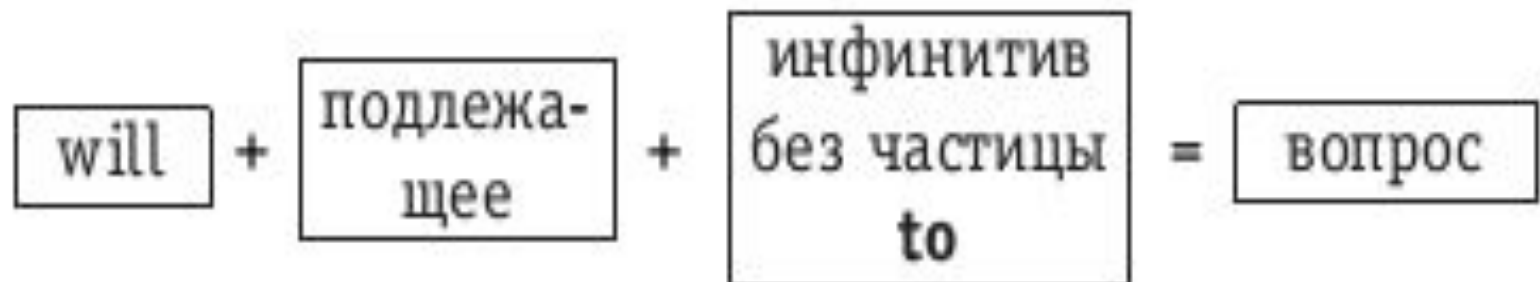 will + подлежа-
щее + инфинитив
без частицы
to = вопрос